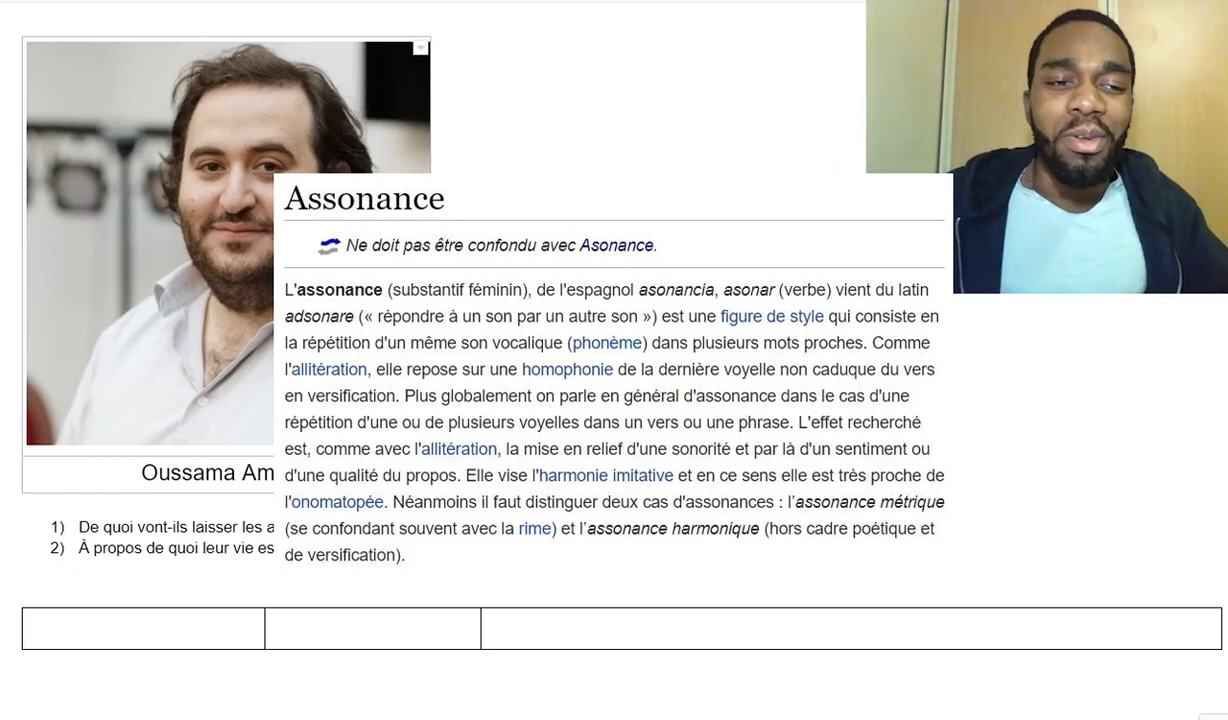 Assonance
Ne doit pas être confondu avec Asonance.
L'assonance (substantif féminin), de l'espagnol asonancia, asonar (verbe) vient du latin
adsonare (« répondre à un son par un autre son ») est une figure de style qui consiste en
la répétition d'un même son vocalique (phonème) dans plusieurs mots proches. Comme
l'allitération, elle repose sur une homophonie de la dernière voyelle non caduque du vers
en versification. Plus globalement on parle en général d'assonance dans le cas d'une
répétition d'une ou de plusieurs voyelles dans un vers ou une phrase. L'effet recherché
est, comme avec l'allitération, la mise en relief d'une sonorité et par là d'un sentiment ou
d'une qualité du propos. Elle vise l'harmonie imitative et en ce sens elle est très proche de
l'onomatopée. Néanmoins il faut distinguer deux cas d'assonances : l'assonance métrique
(se confondant souvent avec la rime) et l'assonance harmonique (hors cadre poétique et
de versification).
Oussama Am
1) De quoi vont-ils laisser les a
2) À propos de quoi leur vie es